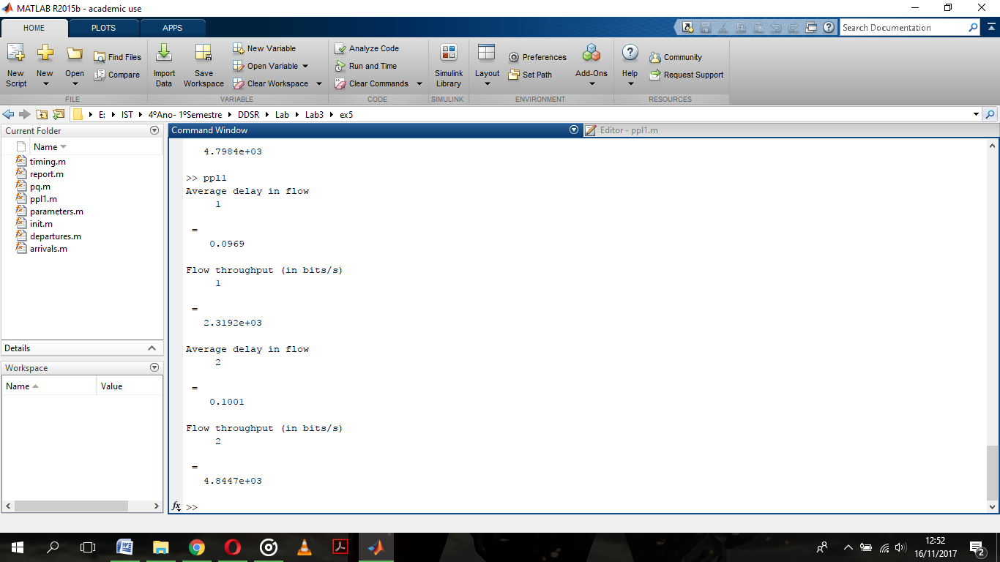 MATLAB R2015b - academic use
HOME
PLOTS
APPS
Search Documentation
New Script
New
Open
Find Files
Compare
Import Data
Save Workspace
New Variable
Open Variable
Clear Workspace
Analyze Code
Run and Time
Clear Commands
Simulink Library
Layout
Preferences
Set Path
Add-Ons
Help
Community
Request Support
FILE
VARIABLE
CODE
SIMULINK
ENVIRONMENT
RESOURCES
E: IST 4ºAno- 1ºSemestre DDSR Lab Lab3 ex5
Current Folder
Name
timing.m
report.m
pq.m
ppl1.m
parameters.m
init.m
departures.m
arrivals.m
Details
Workspace
Name Value
Command Window
Editor - ppl1.m
4.7984e+03
>> ppl1
Average delay in flow
1
=
0.0969
Flow throughput (in bits/s)
1
=
2.3192e+03
Average delay in flow
2
=
0.1001
Flow throughput (in bits/s)
2
=
4.8447e+03
fx >>
12:52
16/11/2017
2